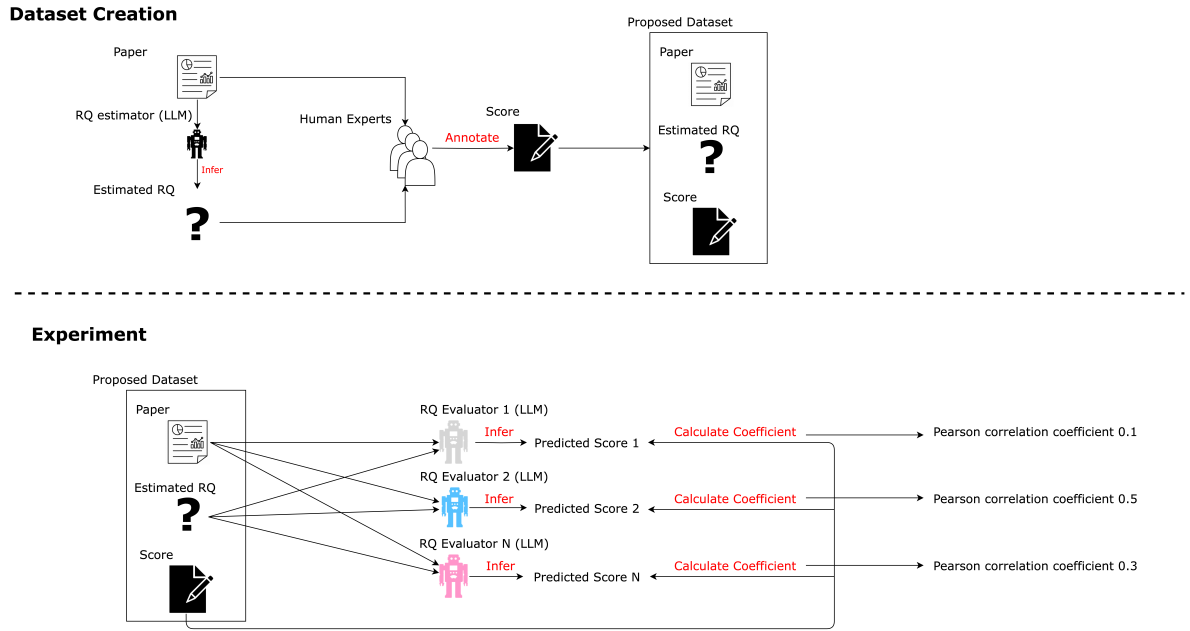 Dataset Creation
Proposed Dataset
Paper
Paper
RQ estimator (LLM)
Human Experts
Score
Annotate
Estimated RQ
Infer
Estimated RQ
?
?
Score
Experiment
Proposed Dataset
Paper
RQ Evaluator 1 (LLM)
Infer
Predicted Score 1
Calculate Coefficient
Pearson correlation coefficient 0.1
Estimated RQ
?
RQ Evaluator 2 (LLM)
Infer
Predicted Score 2
Calculate Coefficient
Pearson correlation coefficient 0.5
Score
RQ Evaluator N (LLM)
Infer
Predicted Score N
Calculate Coefficient
Pearson correlation coefficient 0.3